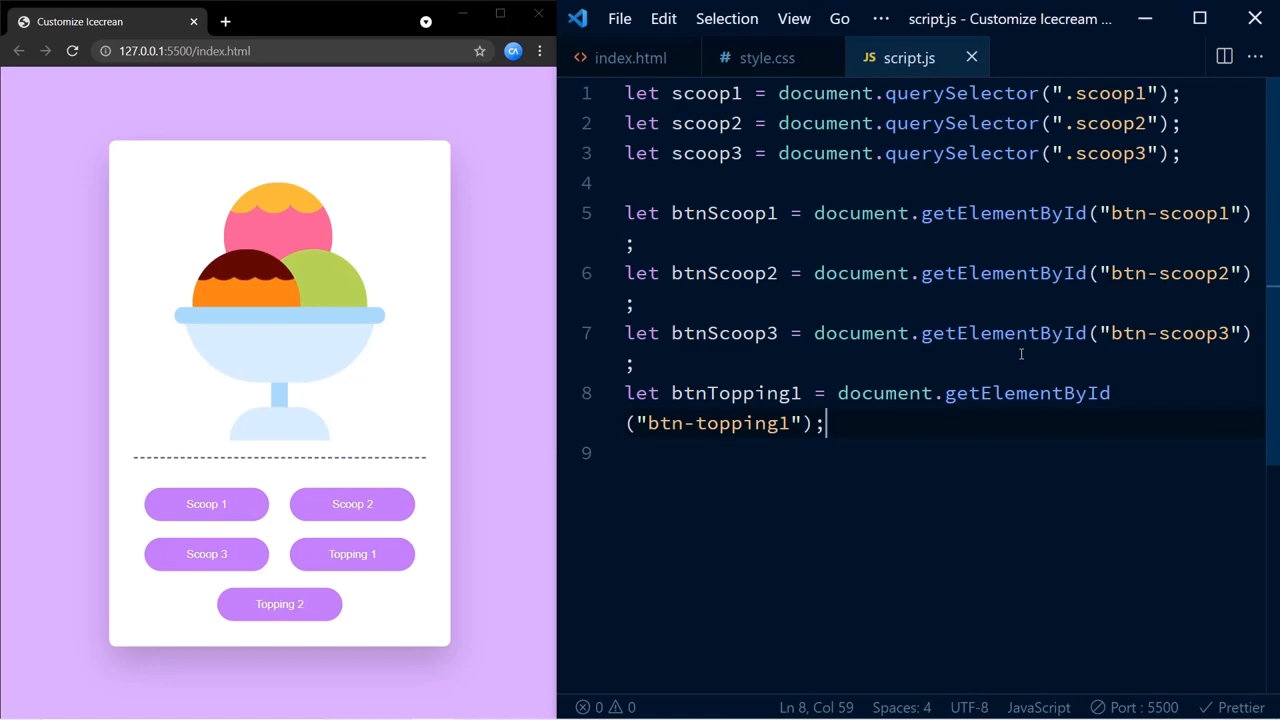 Customize Icecrean
127.0.0.1:5500/index.html
CA
Scoop 1
Scoop 2
Scoop 3
Topping 1
Topping 2
File Edit Selection View Go ··· script.js - Customize Icecream ...
<> index.html
# style.css
JS script.js
1 let scoop1 = document.querySelector(".scoop1");
2 let scoop2 = document.querySelector(".scoop2");
3 let scoop3 = document.querySelector(".scoop3");
4
5 let btnScoop1 = document.getElementById("btn-scoop1")
;
6 let btnScoop2 = document.getElementById("btn-scoop2")
;
7 let btnScoop3 = document.getElementById("btn-scoop3")
;
8 let btnTopping1 = document.getElementById
("btn-topping1");
9
0 0 Ln 8, Col 59 Spaces: 4 UTF-8 JavaScript Port : 5500 Prettier